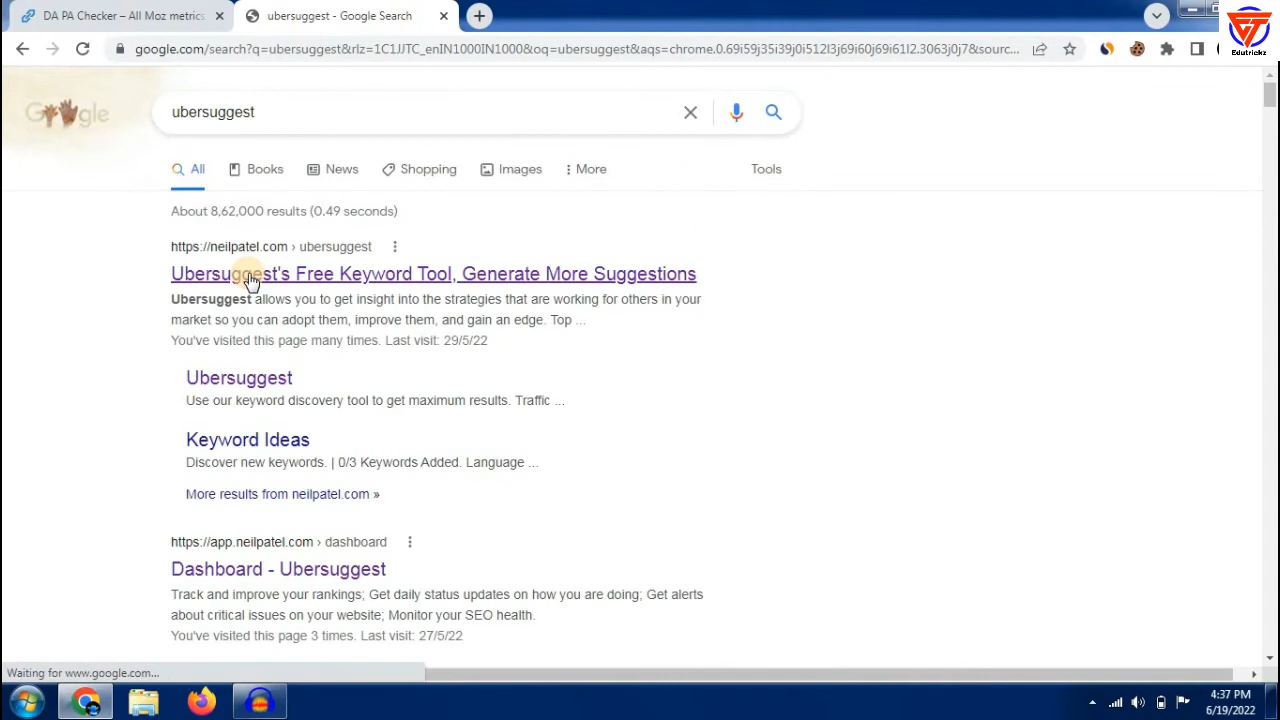 DA PA Checker – All Moz metrics
ubersuggest - Google Search
google.com/search?q=ubersuggest&rlz=1C1JJTC_enIN1000IN1000&oq=ubersuggest&aqs=chrome.0.69i59j35i39j0i512l3j69i60j69i61l2.3063j0j7&sourc...
Edutrickz
Google
ubersuggest
All
Books
News
Shopping
Images
More
Tools
About 8,62,000 results (0.49 seconds)
https://neilpatel.com › ubersuggest
Ubersuggest's Free Keyword Tool, Generate More Suggestions
Ubersuggest allows you to get insight into the strategies that are working for others in your
market so you can adopt them, improve them, and gain an edge. Top ...
You've visited this page many times. Last visit: 29/5/22
Ubersuggest
Use our keyword discovery tool to get maximum results. Traffic ...
Keyword Ideas
Discover new keywords. | 0/3 Keywords Added. Language ...
More results from neilpatel.com »
https://app.neilpatel.com › dashboard
Dashboard - Ubersuggest
Track and improve your rankings; Get daily status updates on how you are doing; Get alerts
about critical issues on your website; Monitor your SEO health.
You've visited this page 3 times. Last visit: 27/5/22
Waiting for www.google.com...
4:37 PM
6/19/2022